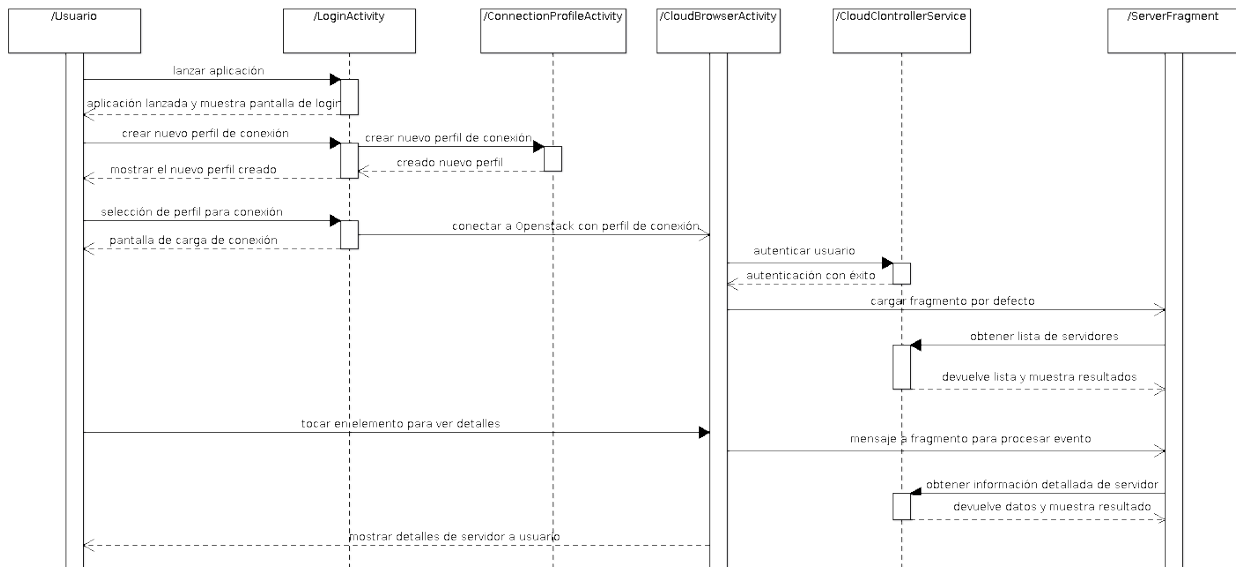 /Usuario
/LoginActivity
/ConnectionProfileActivity
/CloudBrowserActivity
/CloudClontrollerService
/ServerFragment
lanzar aplicación
aplicación lanzada y muestra pantalla de login
crear nuevo perfil de conexión
crear nuevo perfil de conexión
creado nuevo perfil
mostrar el nuevo perfil creado
selección de perfil para conexión
conectar a Openstack con perfil de conexión
pantalla de carga de conexión
autenticar usuario
autenticación con éxito
cargar fragmento por defecto
obtener lista de servidores
devuelve lista y muestra resultados
tocar en elemento para ver detalles
mensaje a fragmento para procesar evento
obtener información detallada de servidor
devuelve datos y muestra resultado
mostrar detalles de servidor a usuario